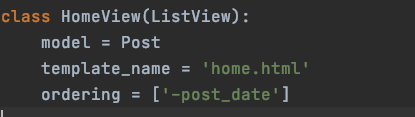 class HomeView(ListView):
    model = Post
    template_name = 'home.html'
    ordering = ['-post_date']